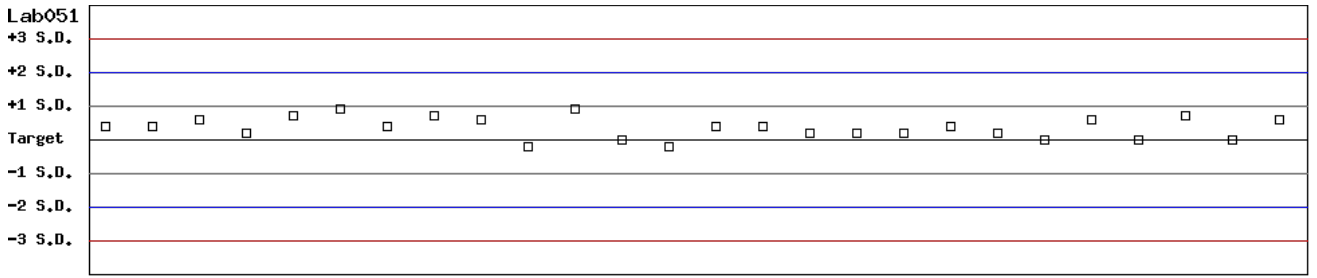 Lab051
+3 S.D.
+2 S.D.
+1 S.D.
Target
-1 S.D.
-2 S.D.
-3 S.D.